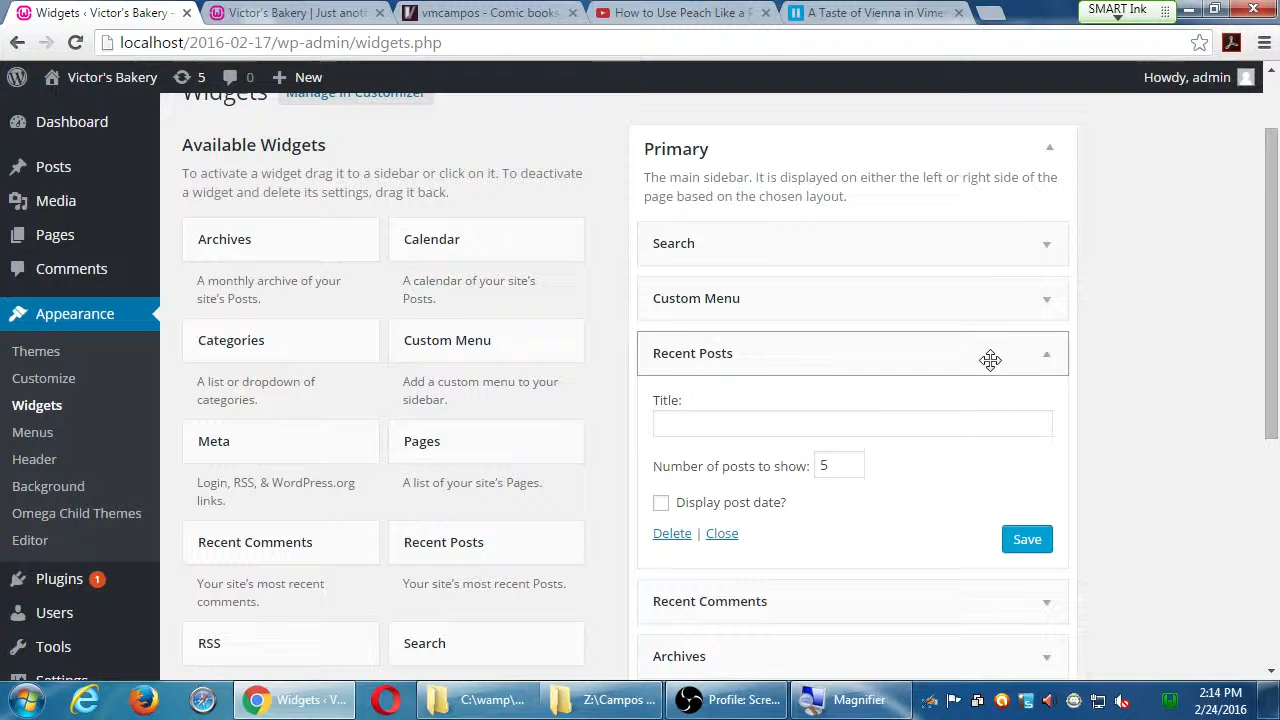 Widgets ‹ Victor's Bakery -
Victor's Bakery | Just anot
vmcampos - Comic books
How to Use Peach Like a
A Taste of Vienna in Vime
SMART Ink
localhost/2016-02-17/wp-admin/widgets.php
Victor's Bakery
5
0
New
Howdy, admin
Widgets
Manage in Customizer
Dashboard
Posts
Media
Pages
Comments
Appearance
Themes
Customize
Widgets
Menus
Header
Background
Omega Child Themes
Editor
Plugins 1
Users
Tools
Settings
Available Widgets
To activate a widget drag it to a sidebar or click on it. To deactivate
a widget and delete its settings, drag it back.
Archives
A monthly archive of your
site's Posts.
Calendar
A calendar of your site's
Posts.
Categories
A list or dropdown of
categories.
Custom Menu
Add a custom menu to your
sidebar.
Meta
Login, RSS, & WordPress.org
links.
Pages
A list of your site's Pages.
Recent Comments
Your site's most recent
comments.
Recent Posts
Your site's most recent Posts.
RSS
Search
Primary
The main sidebar. It is displayed on either the left or right side of the
page based on the chosen layout.
Search
Custom Menu
Recent Posts
Title:
Number of posts to show: 5
Display post date?
Delete | Close
Save
Recent Comments
Archives
Widgets ‹ V...
C:\wamp\...
Z:\Campos ...
Profile: Scre...
Magnifier
2:14 PM
2/24/2016